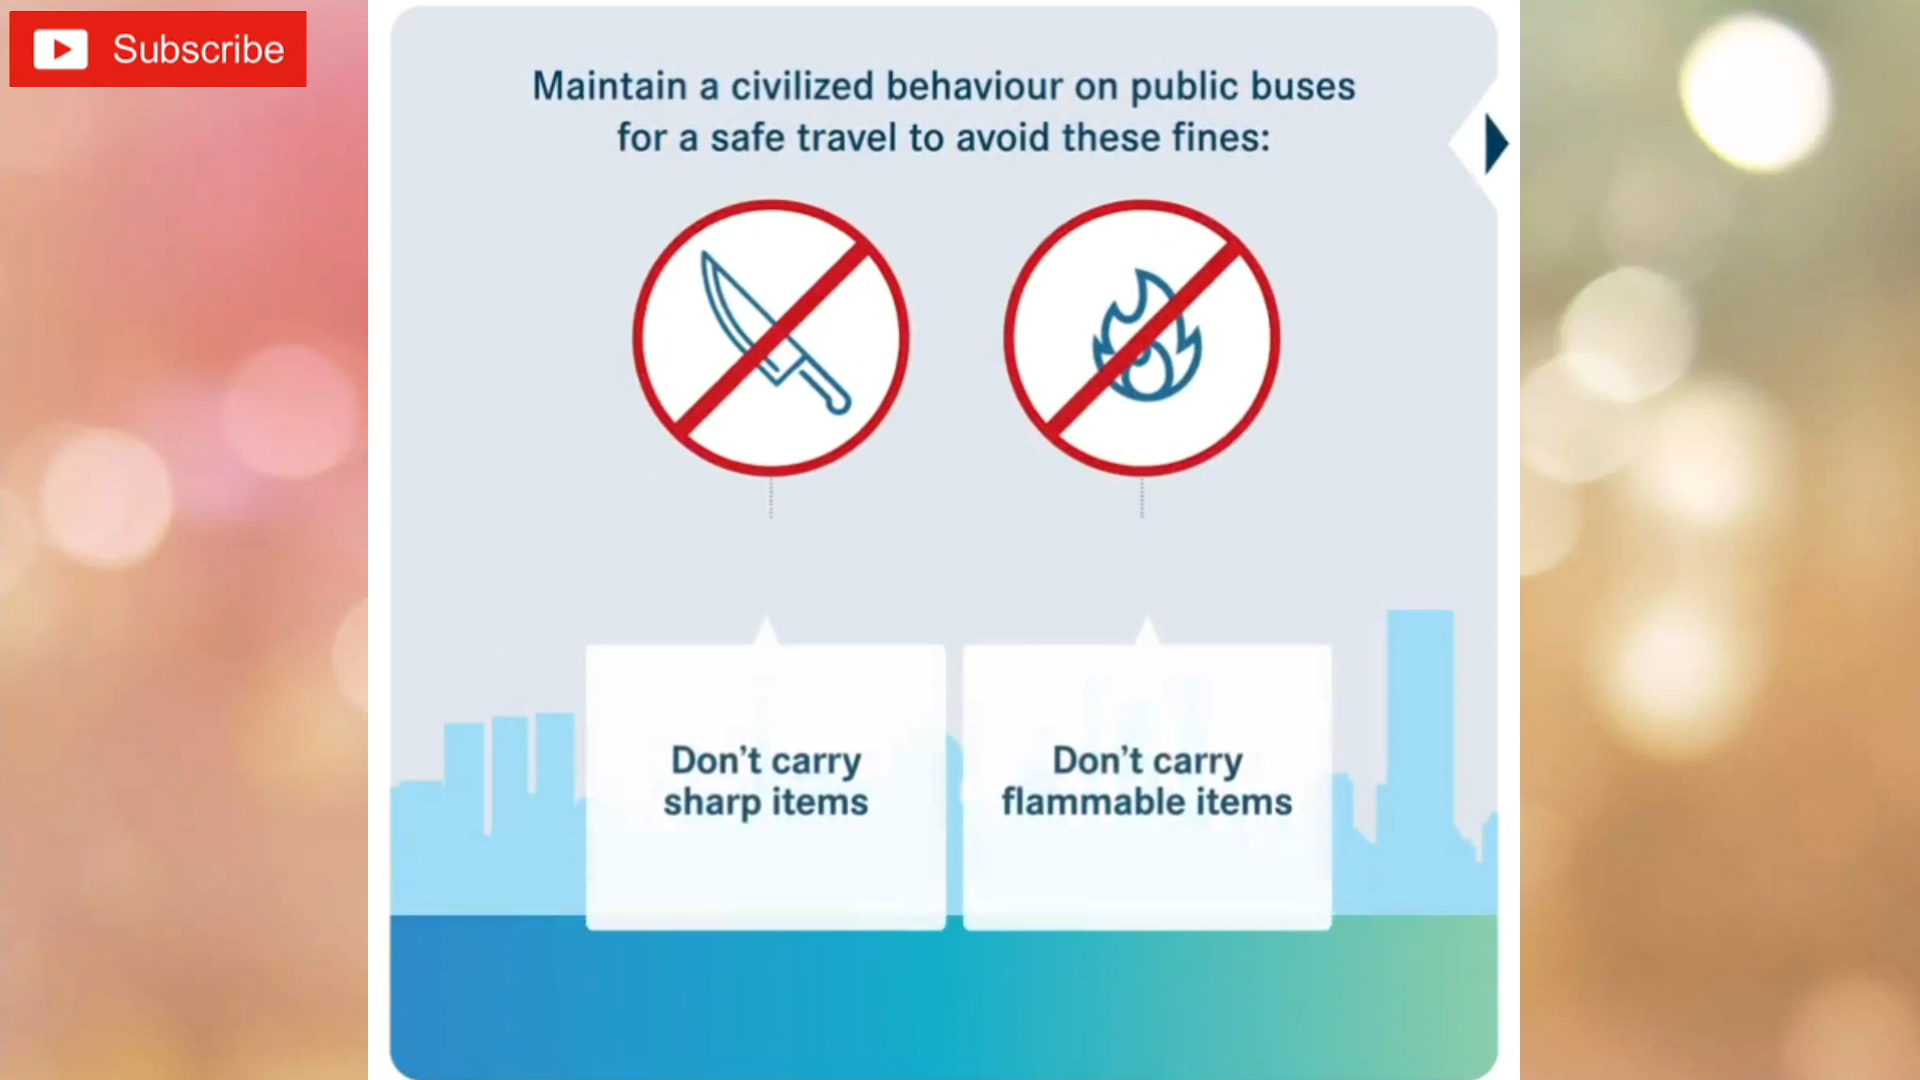 Subscribe
Maintain a civilized behaviour on public buses
for a safe travel to avoid these fines:
Don't carry
sharp items
Don't carry
flammable items